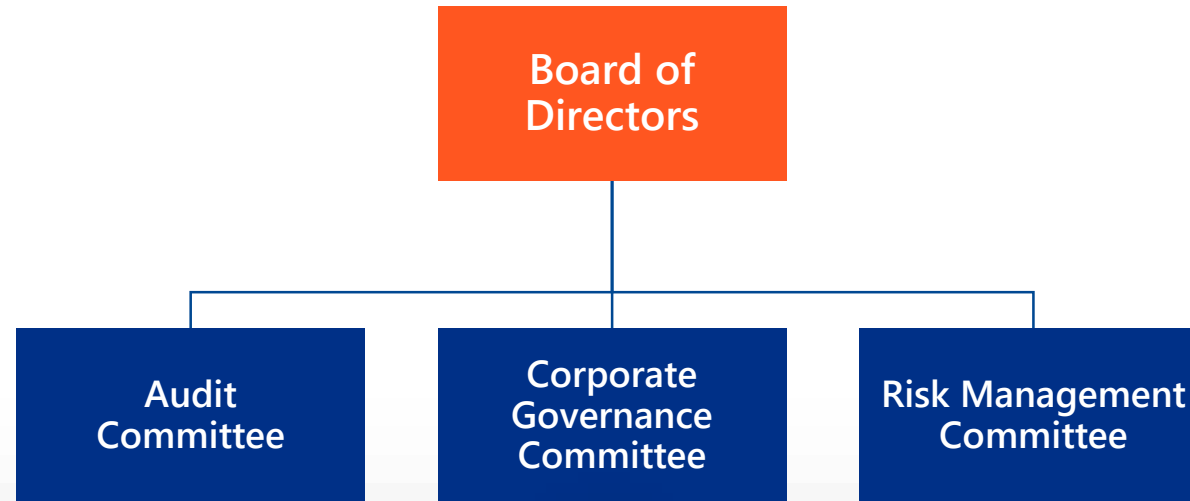 Board of
Directors
Audit
Committee
Corporate
Governance
Committee
Risk Management
Committee